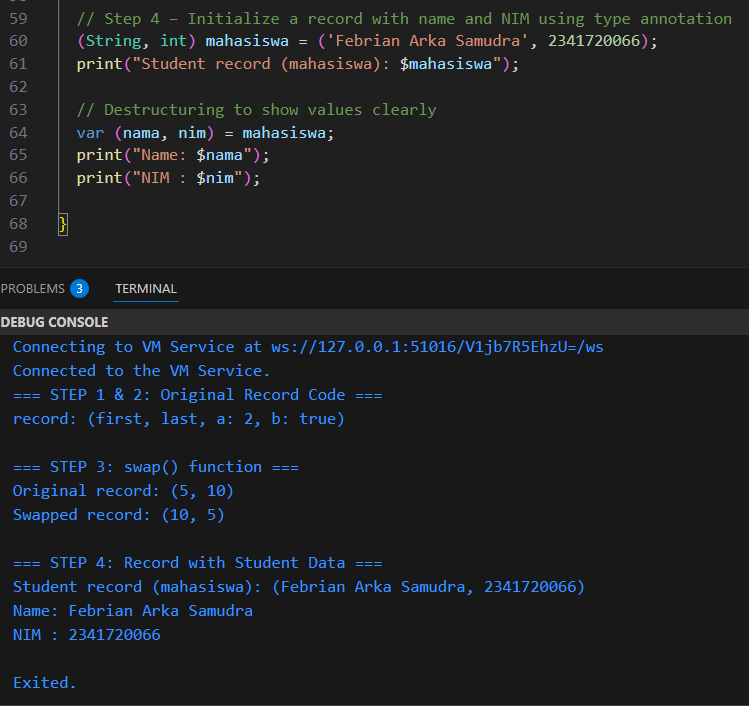 59 // Step 4 – Initialize a record with name and NIM using type annotation
60 (String, int) mahasiswa = ('Febrian Arka Samudra', 2341720066);
61 print("Student record (mahasiswa): $mahasiswa");
62
63 // Destructuring to show values clearly
64 var (nama, nim) = mahasiswa;
65 print("Name: $nama");
66 print("NIM : $nim");
67
68 }
69
PROBLEMS 3 TERMINAL
DEBUG CONSOLE
Connecting to VM Service at ws://127.0.0.1:51016/V1jb7R5EhzU=/ws
Connected to the VM Service.
=== STEP 1 & 2: Original Record Code ===
record: (first, last, a: 2, b: true)
=== STEP 3: swap() function ===
Original record: (5, 10)
Swapped record: (10, 5)
=== STEP 4: Record with Student Data ===
Student record (mahasiswa): (Febrian Arka Samudra, 2341720066)
Name: Febrian Arka Samudra
NIM : 2341720066
Exited.